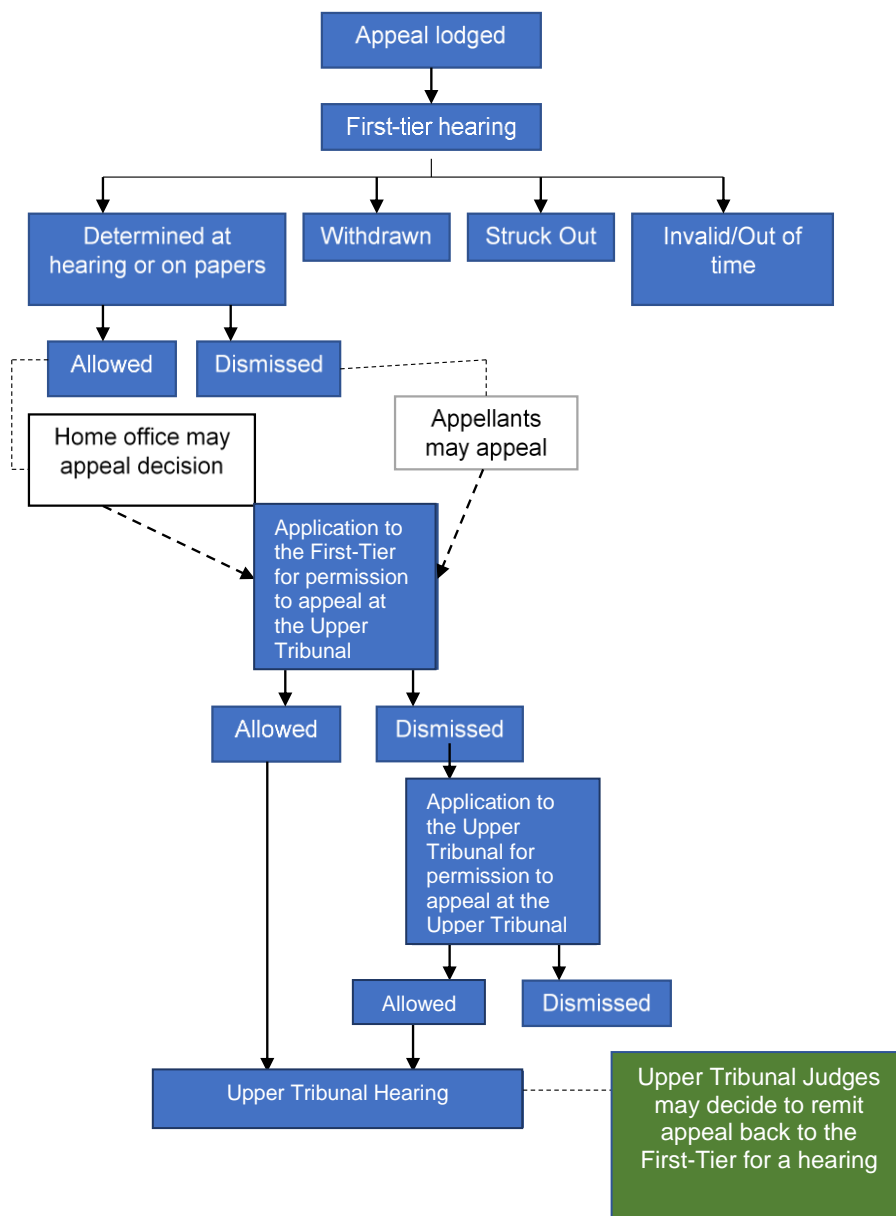 Appeal lodged
First-tier hearing
Determined at
hearing or on papers
Withdrawn
Struck Out
Invalid/Out of
time
Allowed
Dismissed
Home office may
appeal decision
Appellants
may appeal
Application to
the First-Tier
for permission
to appeal at
the Upper
Tribunal
Allowed
Dismissed
Application to
the Upper
Tribunal for
permission to
appeal at the
Upper Tribunal
Allowed
Dismissed
Upper Tribunal Hearing
Upper Tribunal Judges
may decide to remit
appeal back to the
First-Tier for a hearing